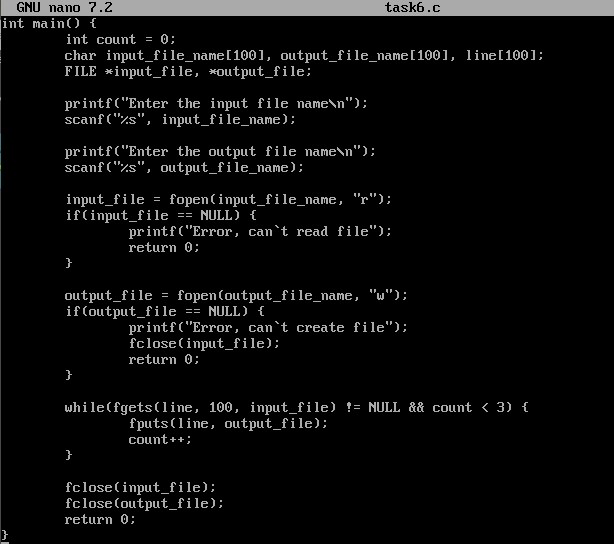 GNU nano 7.2 task6.c
int main() {
int count = 0;
char input_file_name[100], output_file_name[100], line[100];
FILE *input_file, *output_file;
printf("Enter the input file name\n");
scanf("%s", input_file_name);
printf("Enter the output file name\n");
scanf("%s", output_file_name);
input_file = fopen(input_file_name, "r");
if(input_file == NULL) {
printf("Error, can`t read file");
return 0;
}
output_file = fopen(output_file_name, "w");
if(output_file == NULL) {
printf("Error, can`t create file");
fclose(input_file);
return 0;
}
while(fgets(line, 100, input_file) != NULL && count < 3) {
fputs(line, output_file);
count++;
}
fclose(input_file);
fclose(output_file);
return 0;
}